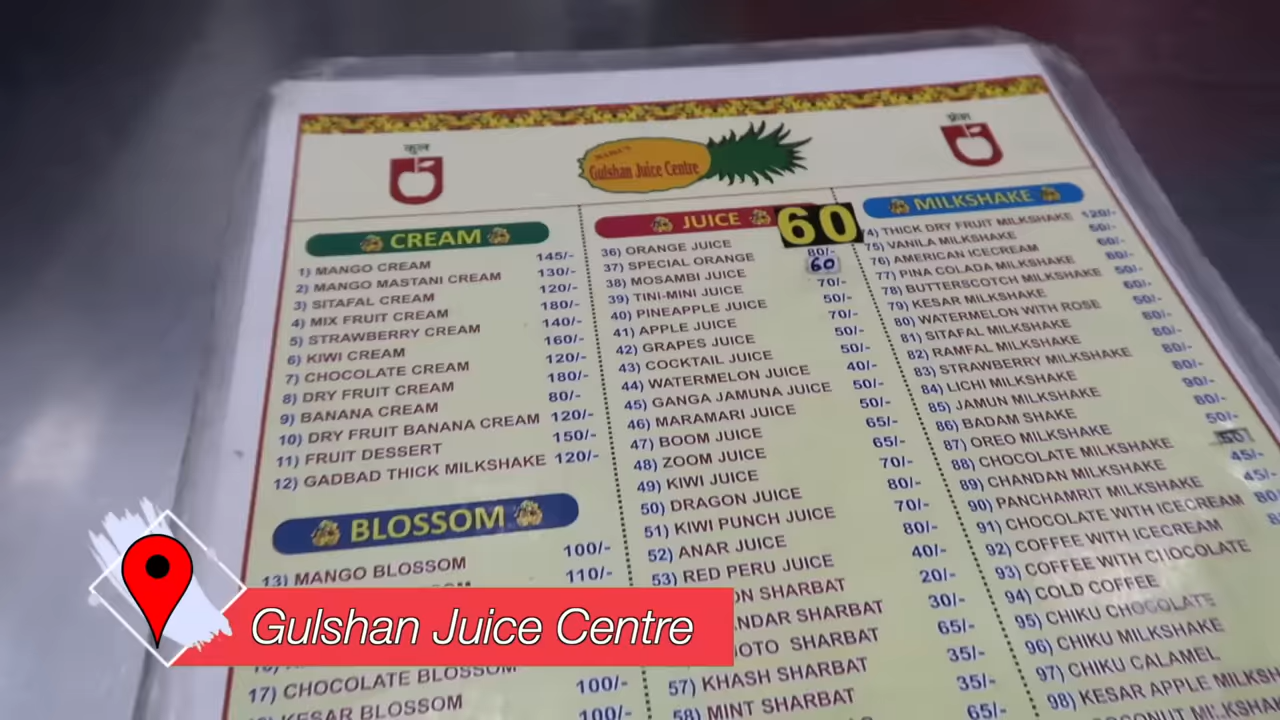 कूल
फ्रेश
Gulshan Juice Centre
CREAM
1) MANGO CREAM 145/-
2) MANGO MASTANI CREAM 130/-
3) SITAFAL CREAM 120/-
4) MIX FRUIT CREAM 180/-
5) STRAWBERRY CREAM 140/-
6) KIWI CREAM 160/-
7) CHOCOLATE CREAM 120/-
8) DRY FRUIT CREAM 180/-
9) BANANA CREAM 80/-
10) DRY FRUIT BANANA CREAM 120/-
11) FRUIT DESSERT 150/-
12) GADBAD THICK MILKSHAKE 120/-
BLOSSOM
13) MANGO BLOSSOM 100/-
110/-
17) CHOCOLATE BLOSSOM
KESAR BLOSSOM 100/-
100/-
JUICE
60
36) ORANGE JUICE
37) SPECIAL ORANGE 80/-
38) MOSAMBI JUICE 60
39) TINI-MINI JUICE 70/-
40) PINEAPPLE JUICE 50/-
41) APPLE JUICE 70/-
42) GRAPES JUICE 50/-
43) COCKTAIL JUICE 50/-
44) WATERMELON JUICE 40/-
45) GANGA JAMUNA JUICE 50/-
46) MARAMARI JUICE 50/-
47) BOOM JUICE 65/-
48) ZOOM JUICE 65/-
49) KIWI JUICE 70/-
50) DRAGON JUICE 80/-
51) KIWI PUNCH JUICE 70/-
52) ANAR JUICE 80/-
53) RED PERU JUICE 40/-
SHARBAT 20/-
SHARBAT 30/-
SHARBAT 65/-
57) KHASH SHARBAT 35/-
58) MINT SHARBAT 35/-
65/-
MILKSHAKE
74) THICK DRY FRUIT MILKSHAKE 120/-
75) VANILA MILKSHAKE 50/-
76) AMERICAN ICECREAM 60/-
77) PINA COLADA MILKSHAKE 80/-
78) BUTTERSCOTCH MILKSHAKE 50/-
79) KESAR MILKSHAKE 60/-
80) WATERMELON WITH ROSE 50/-
81) SITAFAL MILKSHAKE 80/-
82) RAMFAL MILKSHAKE 80/-
83) STRAWBERRY MILKSHAKE 80/-
84) LICHI MILKSHAKE 80/-
85) JAMUN MILKSHAKE 90/-
86) BADAM SHAKE 80/-
87) OREO MILKSHAKE 50/-
88) CHOCOLATE MILKSHAKE
89) CHANDAN MILKSHAKE 45/-
90) PANCHAMRIT MILKSHAKE 45/-
91) CHOCOLATE WITH ICECREAM
92) COFFEE WITH ICECREAM
93) COFFEE WITH CHOCOLATE
94) COLD COFFEE
95) CHIKU CHOCOLATE
96) CHIKU MILKSHAKE
97) CHIKU CALAMEL
98) KESAR APPLE
Gulshan Juice Centre